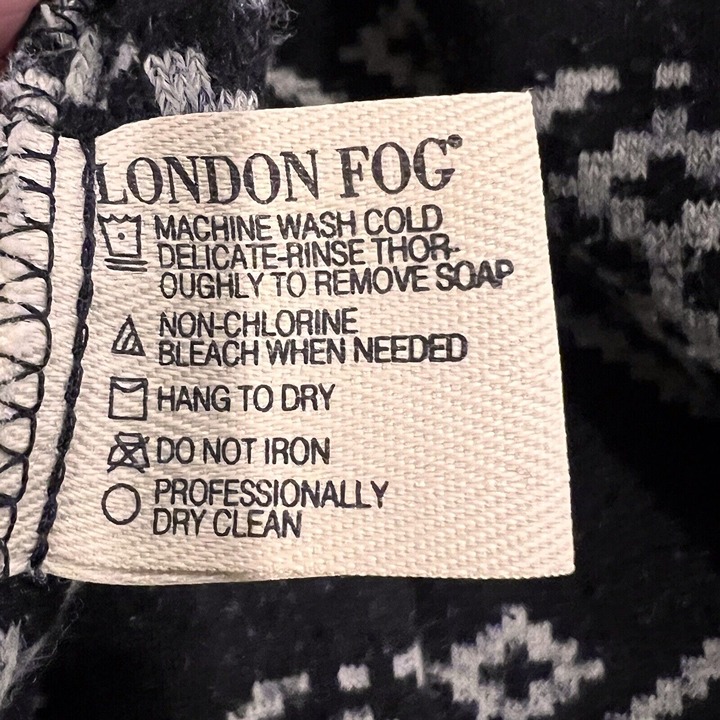 LONDON FOG®
MACHINE WASH COLD
DELICATE-RINSE THOR-
OUGHLY TO REMOVE SOAP
NON-CHLORINE
BLEACH WHEN NEEDED
HANG TO DRY
DO NOT IRON
PROFESSIONALLY
DRY CLEAN